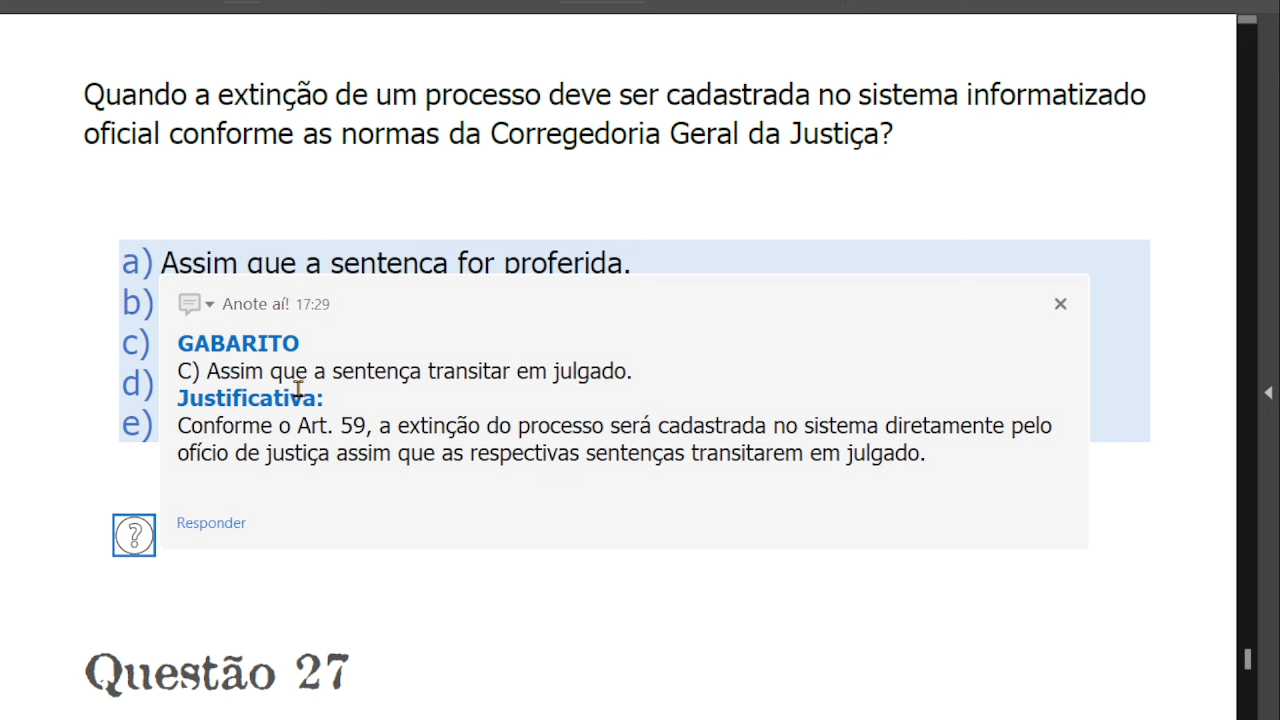 Quando a extinção de um processo deve ser cadastrada no sistema informatizado
oficial conforme as normas da Corregedoria Geral da Justiça?
a) Assim que a sentença for proferida.
b)
c)
d)
e)
Anote aí! 17:29
GABARITO
C) Assim que a sentença transitar em julgado.
Justificativa:
Conforme o Art. 59, a extinção do processo será cadastrada no sistema diretamente pelo
ofício de justiça assim que as respectivas sentenças transitarem em julgado.
Responder
?
Questão 27